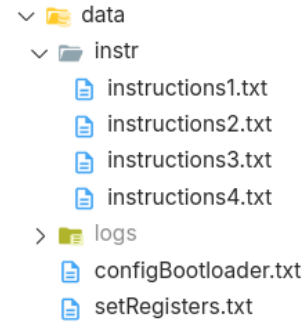 data
instr
instructions1.txt
instructions2.txt
instructions3.txt
instructions4.txt
logs
configBootloader.txt
setRegisters.txt